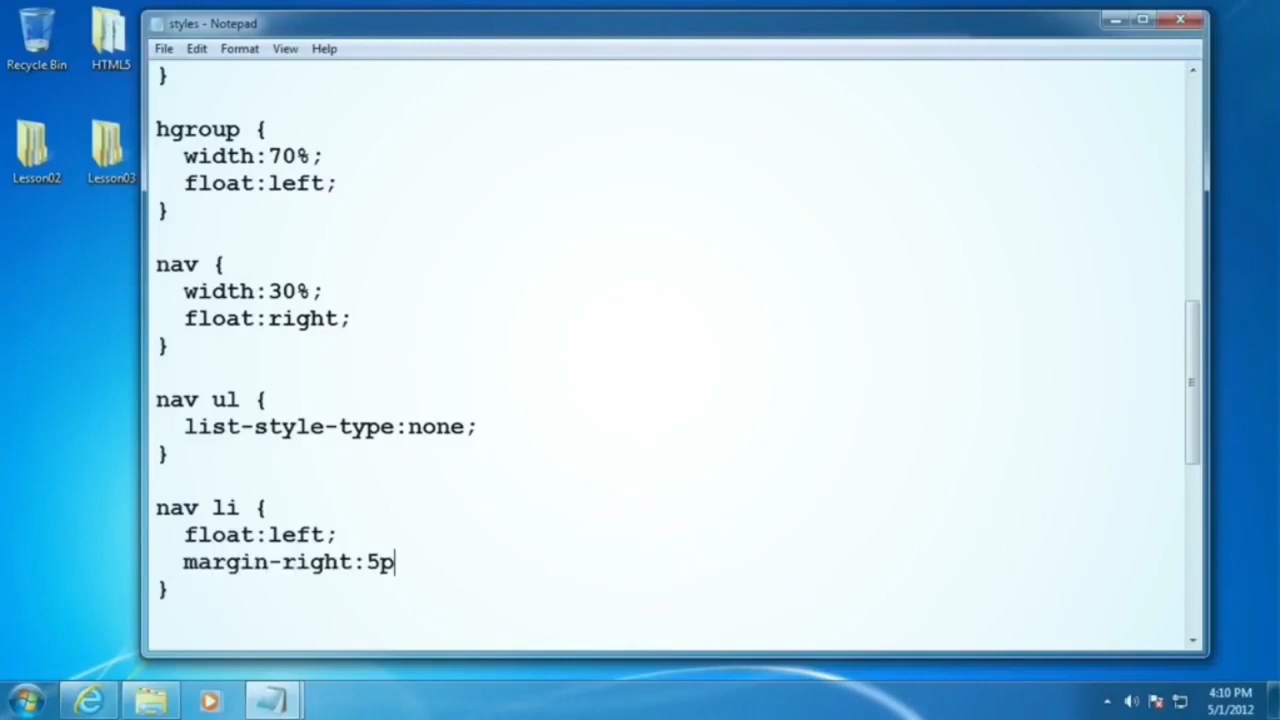 styles - Notepad
File Edit Format View Help
Recycle Bin
HTML5
Lesson02
Lesson03
}
hgroup {
width:70%;
float:left;
}
nav {
width:30%;
float:right;
}
nav ul {
list-style-type:none;
}
nav li {
float:left;
margin-right:5p
}
4:10 PM
5/1/2012